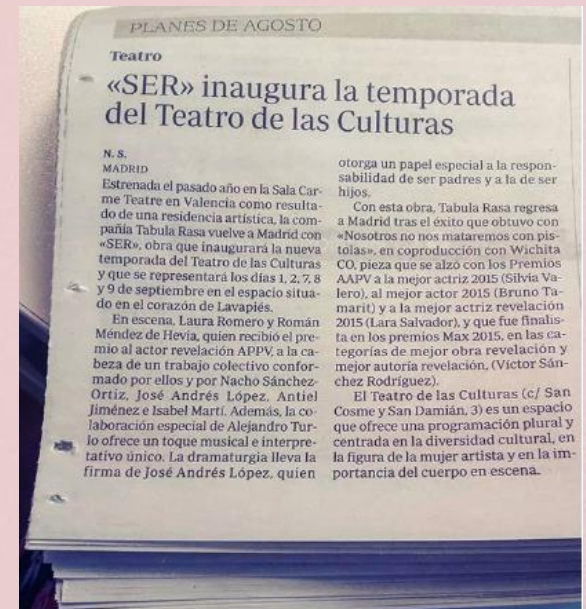 PLANES DE AGOSTO
Teatro
«SER» inaugura la temporada
del Teatro de las Culturas
N. S.
MADRID
Estrenada el pasado año en la Sala Car-
me Teatre en Valencia como resulta-
do de una residencia artística, la com-
pañía Tabula Rasa vuelve a Madrid con
«SER», obra que inaugurará la nueva
temporada del Teatro de las Culturas
y que se representará los días 1, 2, 7, 8
y 9 de septiembre en el espacio situa-
do en el corazón de Lavapiés.
En escena, Laura Romero y Román
Méndez de Hevia, quien recibió el pre-
mio al actor revelación APPV, a la ca-
beza de un trabajo colectivo confor-
mado por ellos y por Nacho Sánchez-
Ortiz, José Andrés López, Antiel
Jiménez e Isabel Martí. Además, la co-
laboración especial de Alejandro Tur-
lo ofrece un toque musical e interpre-
tativo único. La dramaturgia lleva la
firma de José Andrés López, quien
otorga un papel especial a la respon-
sabilidad de ser padres y a la de ser
hijos.
Con esta obra, Tabula Rasa regresa
a Madrid tras el éxito que obtuvo con
«Nosotros no nos mataremos con pis-
tolas», en coproducción con Wichita
CO, pieza que se alzó con los Premios
AAPV a la mejor actriz 2015 (Silvia Va-
lero), al mejor actor 2015 (Bruno Ta-
marit) y a la mejor actriz revelación
2015 (Lara Salvador), y que fue finalis-
ta en los premios Max 2015, en las ca-
tegorías de mejor obra revelación y
mejor autoría revelación, (Víctor Sán-
chez Rodríguez).
El Teatro de las Culturas (c/ San
Cosme y San Damián, 3) es un espacio
que ofrece una programación plural y
centrada en la diversidad cultural, en
la figura de la mujer artista y en la im-
portancia del cuerpo en escena.